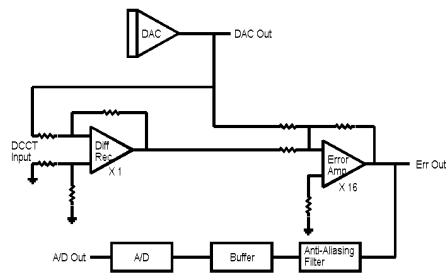 DAC
DAC Out
DCCT
Input
Diff
Rec
X 1
Error
Amp
X 16
Err Out
A/D Out
A/D
Buffer
Anti-Aliasing
Filter